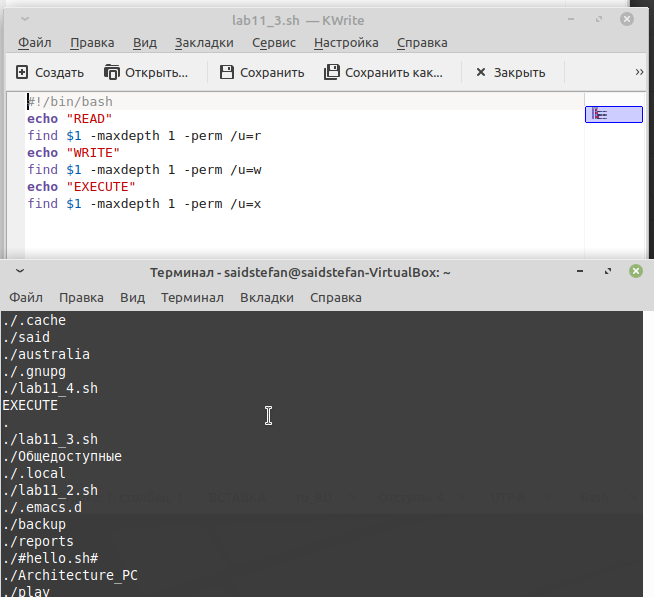 lab11_3.sh — KWrite
Файл Правка Вид Закладки Сервис Настройка Справка
Создать Открыть... Сохранить Сохранить как... Закрыть »
#!/bin/bash
echo "READ"
find $1 -maxdepth 1 -perm /u=r
echo "WRITE"
find $1 -maxdepth 1 -perm /u=w
echo "EXECUTE"
find $1 -maxdepth 1 -perm /u=x
Терминал - saidstefan@saidstefan-VirtualBox: ~
Файл Правка Вид Терминал Вкладки Справка
./.cache
./said
./australia
./.gnupg
./lab11_4.sh
EXECUTE
.
./lab11_3.sh
./Общедоступные
./.local
./lab11_2.sh
./.emacs.d
./backup
./reports
./#hello.sh#
./Architecture_PC
./play